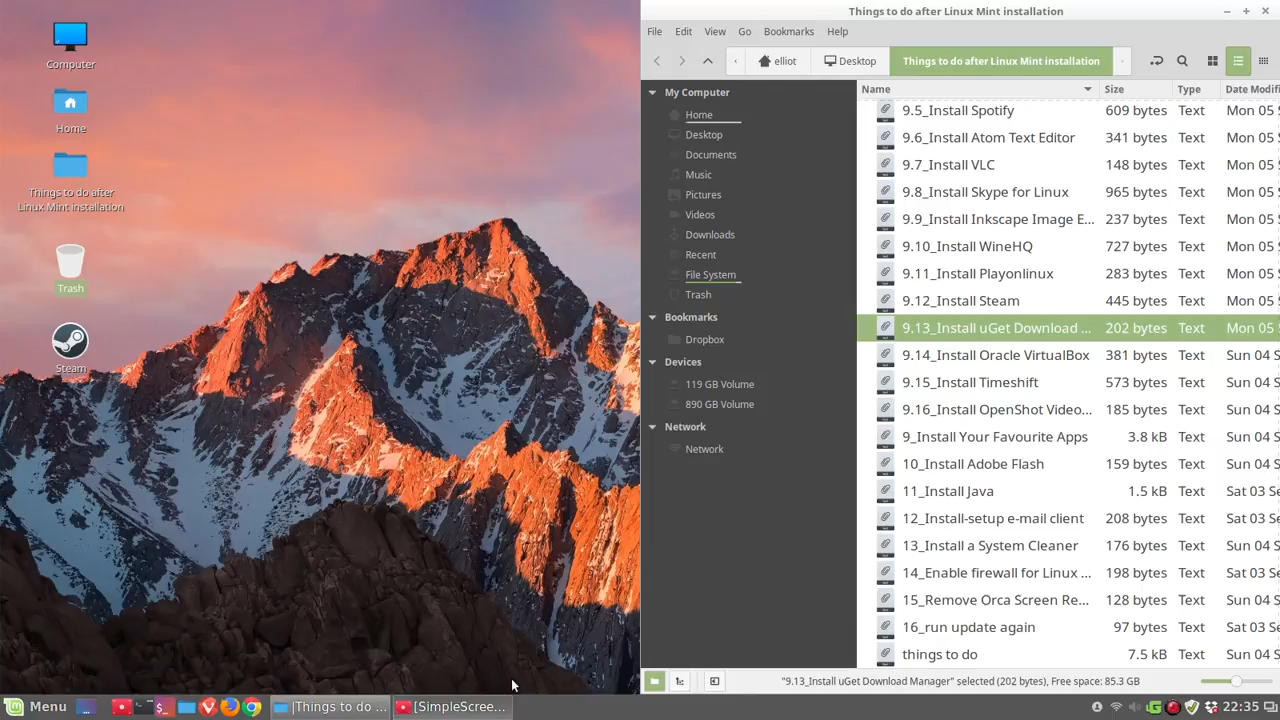 Computer
Home
Things to do after
nux Mint installation
Trash
Steam
Things to do after Linux Mint installation
File Edit View Go Bookmarks Help
elliot Desktop Things to do after Linux Mint installation
My Computer
Home
Desktop
Documents
Music
Pictures
Videos
Downloads
Recent
File System
Trash
Bookmarks
Dropbox
Devices
119 GB Volume
890 GB Volume
Network
Network
Name Size Type Date Modifi
9.5_Install Spotify 609 bytes Text Mon 05
9.6_Install Atom Text Editor 341 bytes Text Mon 05
9.7_Install VLC 148 bytes Text Mon 05
9.8_Install Skype for Linux 196 bytes Text Mon 05
9.9_Install Inkscape Image E... 237 bytes Text Mon 05
9.10_Install WineHQ 727 bytes Text Mon 05
9.11_Install Playonlinux 283 bytes Text Mon 05
9.12_Install Steam 445 bytes Text Mon 05
9.13_Install uGet Download ... 202 bytes Text Mon 05
9.14_Install Oracle VirtualBox 386 bytes Text Sun 04
9.15_Install Timeshift 573 bytes Text Sun 04
9.16_Install OpenShot Video... 185 bytes Text Sun 04
9_Install Your Favourite Apps Text Sun 04
10_Install Adobe Flash 159 bytes Text Sun 04
11_Install Java Text Sat 03
12_Install-setup e-mail client 208 bytes Text Sat 03
13_Install a System Cleaner 176 bytes Text Sat 03
14_Enable firewall for Linux ... 198 bytes Text Sat 03
15_Remove Orca Screen Re... 128 bytes Text Sun 04
16_run update again 97 bytes Text Sat 03
things to do 7.5 kB Text Mon 04
"9.13_Install uGet Download Manager" selected (202 bytes), Free space: 85.3 GB
Menu [Things to do ... [SimpleScree... 22:35